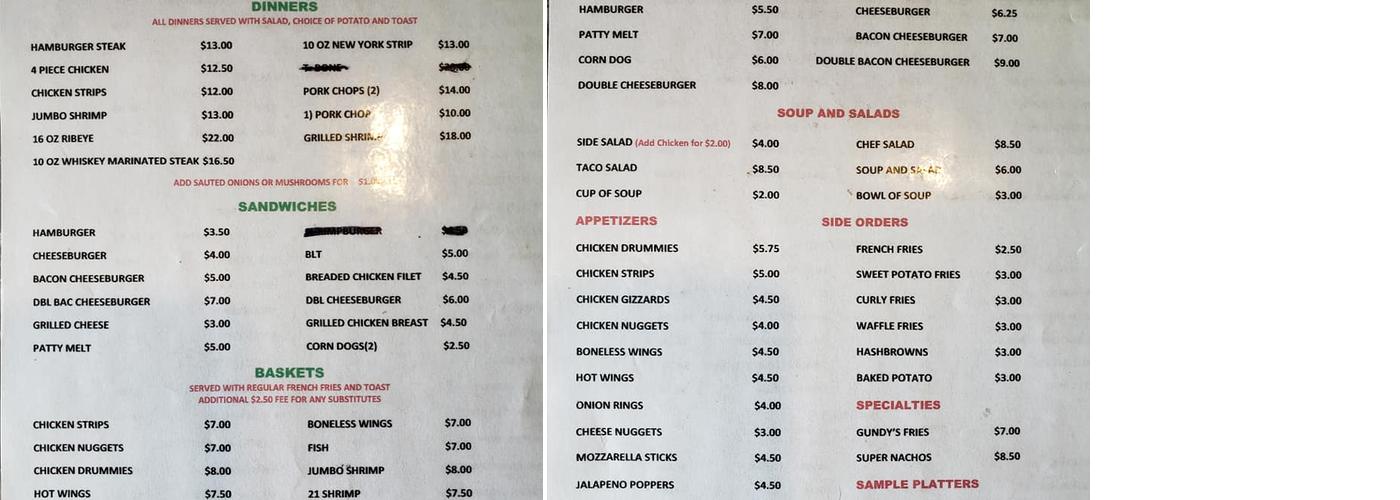 DINNERS
ALL DINNERS SERVED WITH SALAD, CHOICE OF POTATO AND TOAST
HAMBURGER STEAK $13.00 10 OZ NEW YORK STRIP $13.00
4 PIECE CHICKEN $12.50 T-BONE
CHICKEN STRIPS $12.00 PORK CHOPS (2) $14.00
JUMBO SHRIMP $13.00 1) PORK CHOP $10.00
16 OZ RIBEYE $22.00 GRILLED $18.00
10 OZ WHISKEY MARINATED STEAK $16.50
ADD SAUTED ONIONS OR MUSHROOMS FOR
SANDWICHES
HAMBURGER $3.50
CHEESEBURGER $4.00 BLT $5.00
BACON CHEESEBURGER $5.00 BREADED CHICKEN FILET $4.50
DBL BAC CHEESEBURGER $7.00 DBL CHEESEBURGER $6.00
GRILLED CHEESE $3.00 GRILLED CHICKEN BREAST $4.50
PATTY MELT $5.00 CORN DOGS(2) $2.50
BASKETS
SERVED WITH REGULAR FRENCH FRIES AND TOAST
ADDITIONAL $2.50 FEE FOR ANY SUBSTITUTES
CHICKEN STRIPS $7.00 BONELESS WINGS $7.00
CHICKEN NUGGETS $7.00 FISH $7.00
CHICKEN DRUMMIES $8.00 JUMBO SHRIMP $8.00
HOT WINGS $7.50 21 SHRIMP $7.50
HAMBURGER $5.50 CHEESEBURGER $6.25
PATTY MELT $7.00 BACON CHEESEBURGER $7.00
CORN DOG $6.00 DOUBLE BACON CHEESEBURGER $9.00
DOUBLE CHEESEBURGER $8.00
SOUP AND SALADS
SIDE SALAD (Add Chicken for $2.00) $4.00 CHEF SALAD $8.50
TACO SALAD $8.50 SOUP AND SALAD $6.00
CUP OF SOUP $2.00 BOWL OF SOUP $3.00
APPETIZERS SIDE ORDERS
CHICKEN DRUMMIES $5.75 FRENCH FRIES $2.50
CHICKEN STRIPS $5.00 SWEET POTATO FRIES $3.00
CHICKEN GIZZARDS $4.50 CURLY FRIES $3.00
CHICKEN NUGGETS $4.00 WAFFLE FRIES $3.00
BONELESS WINGS $4.50 HASHBROWNS $3.00
HOT WINGS $4.50 BAKED POTATO $3.00
ONION RINGS $4.00 SPECIALTIES
CHEESE NUGGETS $3.00 GUNDY'S FRIES $7.00
MOZZARELLA STICKS $4.50 SUPER NACHOS $8.50
JALAPENO POPPERS $4.50 SAMPLE PLATTERS